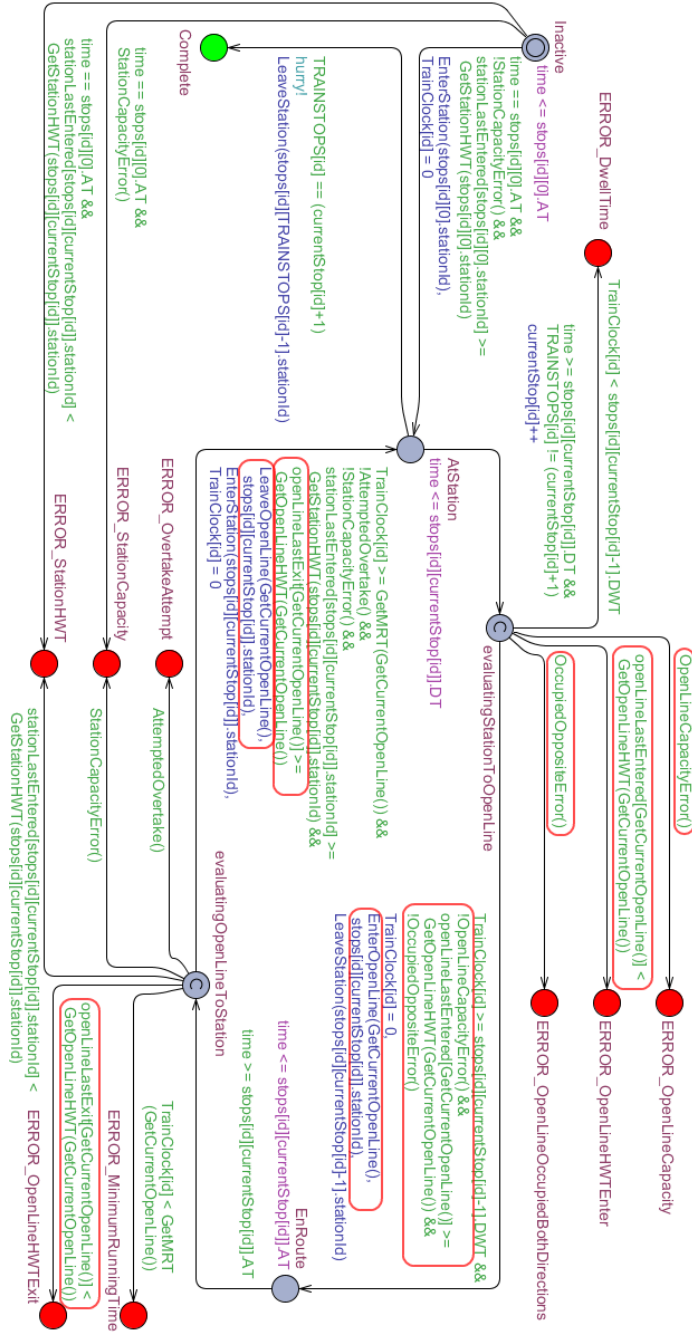 OpenLineCapacityError()
ERROR_OpenLineCapacity
openLineLastEntered[GetCurrentOpenLine()] <
GetOpenLineHWT(GetCurrentOpenLine())
ERROR_OpenLineHWTEnter
OccupiedOppositeError()
ERROR_OpenLineOccupiedBothDirections
ERROR_DwellTime
TrainClock[id] < stops[id][currentStop[id]-1].DWT
time >= stops[id][currentStop[id]].DT &&
TRAINSTOPS[id] != (currentStop[id]+1)
currentStop[id]++
evaluatingStationToOpenLine
C
Inactive
time <= stops[id][0].AT
time == stops[id][0].AT &&
!StationCapacityError() &&
stationLastEntered[stops[id][0].stationId] >=
GetStationHWT(stops[id][0].stationId)
EnterStation(stops[id][0].stationId),
TrainClock[id] = 0
AtStation
time <= stops[id][currentStop[id]].DT
TrainClock[id] >= stops[id][currentStop[id]-1].DWT &&
!OpenLineCapacityError() &&
openLineLastEntered[GetCurrentOpenLine()] >=
GetOpenLineHWT(GetCurrentOpenLine()) &&
!OccupiedOppositeError()
TrainClock[id] = 0,
EnterOpenLine(GetCurrentOpenLine(),
stops[id][currentStop[id]].stationId),
LeaveStation(stops[id][currentStop[id]-1].stationId)
TRAINSTOPS[id] == (currentStop[id]+1)
hurry!
LeaveStation(stops[id][TRAINSTOPS[id]-1].stationId)
Complete
TrainClock[id] >= GetMRT(GetCurrentOpenLine()) &&
!AttemptedOvertake() &&
!StationCapacityError() &&
stationLastEntered[stops[id][currentStop[id]].stationId] >=
GetStationHWT(stops[id][currentStop[id]].stationId) &&
openLineLastExit[GetCurrentOpenLine()] >=
GetOpenLineHWT(GetCurrentOpenLine())
LeaveOpenLine(GetCurrentOpenLine(),
stops[id][currentStop[id]].stationId),
EnterStation(stops[id][currentStop[id]].stationId),
TrainClock[id] = 0
EnRoute
time <= stops[id][currentStop[id]].AT
time >= stops[id][currentStop[id]].AT
evaluatingOpenLineToStation
C
time == stops[id][0].AT &&
StationCapacityError()
time == stops[id][0].AT &&
stationLastEntered[stops[id][currentStop[id]].stationId] <
GetStationHWT(stops[id][currentStop[id]].stationId)
ERROR_OvertakeAttempt
AttemptedOvertake()
ERROR_StationCapacity
StationCapacityError()
ERROR_StationHWT
stationLastEntered[stops[id][currentStop[id]].stationId] <
GetStationHWT(stops[id][currentStop[id]].stationId)
TrainClock[id] < GetMRT
(GetCurrentOpenLine())
ERROR_MinimumRunningTime
openLineLastExit[GetCurrentOpenLine()] <
GetOpenLineHWT(GetCurrentOpenLine())
ERROR_OpenLineHWTExit